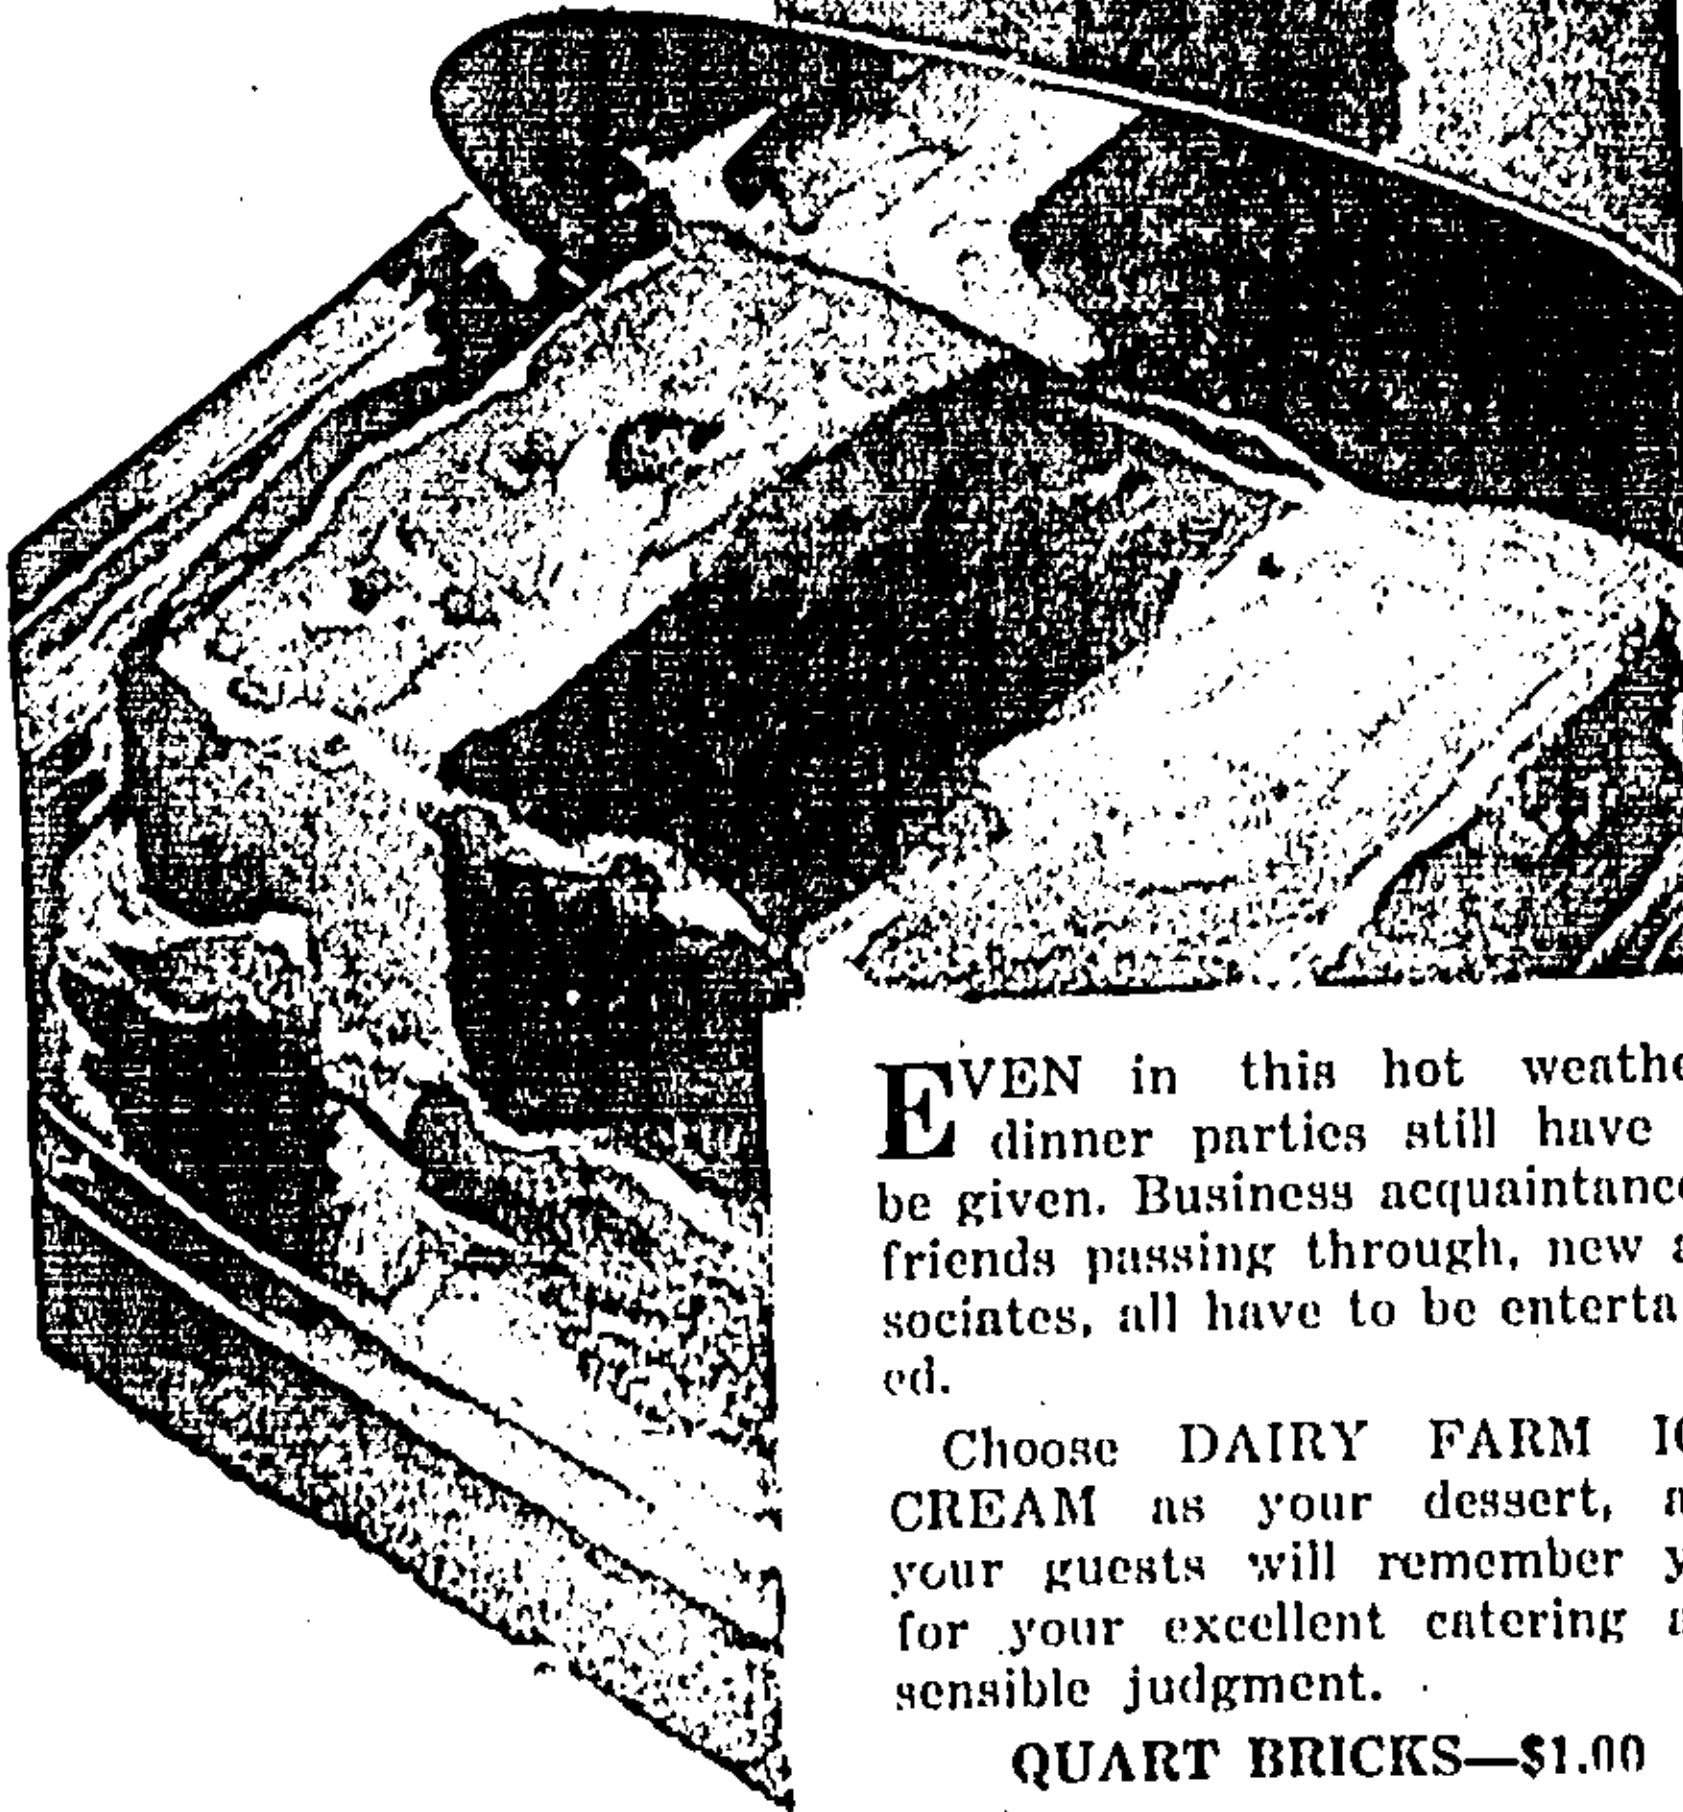 EVEN in this hot weathe
dinner parties still have
be given. Business acquaintance
friends passing through, new a
sociates, all have to be enterta
ed.
Choose DAIRY FARM IC
CREAM as your dessert, a
your guests will remember y
for your excellent catering a
sensible judgment.
QUART BRICKS—$1.00